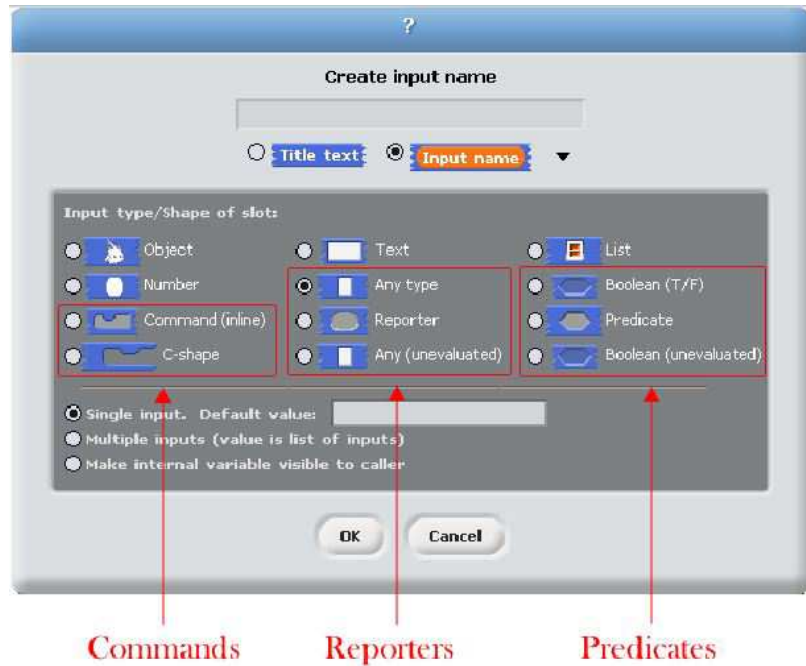 ?
Create input name
Title text Input name
Input type/Shape of slot:
Object Text List
Number Any type Boolean (T/F)
Command (inline) Reporter Predicate
C-shape Any (unevaluated) Boolean (unevaluated)
Single input. Default value:
Multiple inputs (value is list of inputs)
Make internal variable visible to caller
OK Cancel
Commands Reporters Predicates